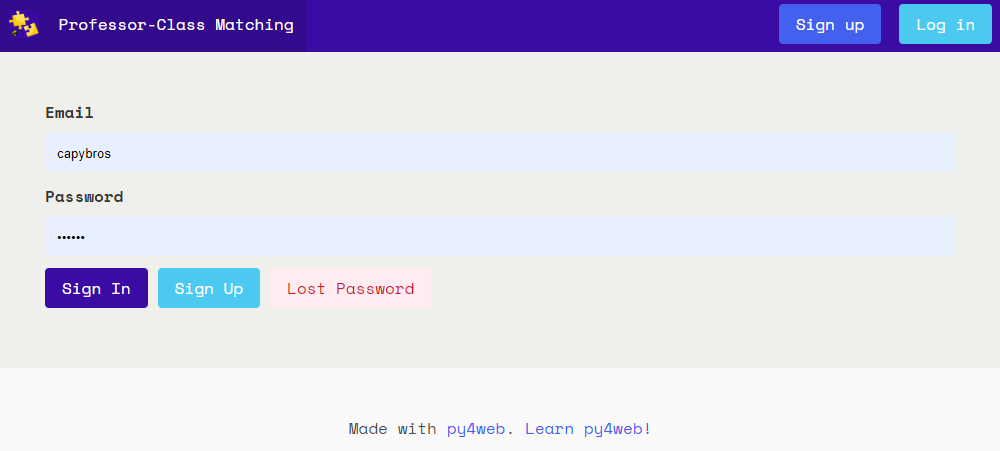 Professor-Class Matching Sign up Log in
Email
capybros
Password
••••••
Sign In Sign Up Lost Password
Made with py4web. Learn py4web!